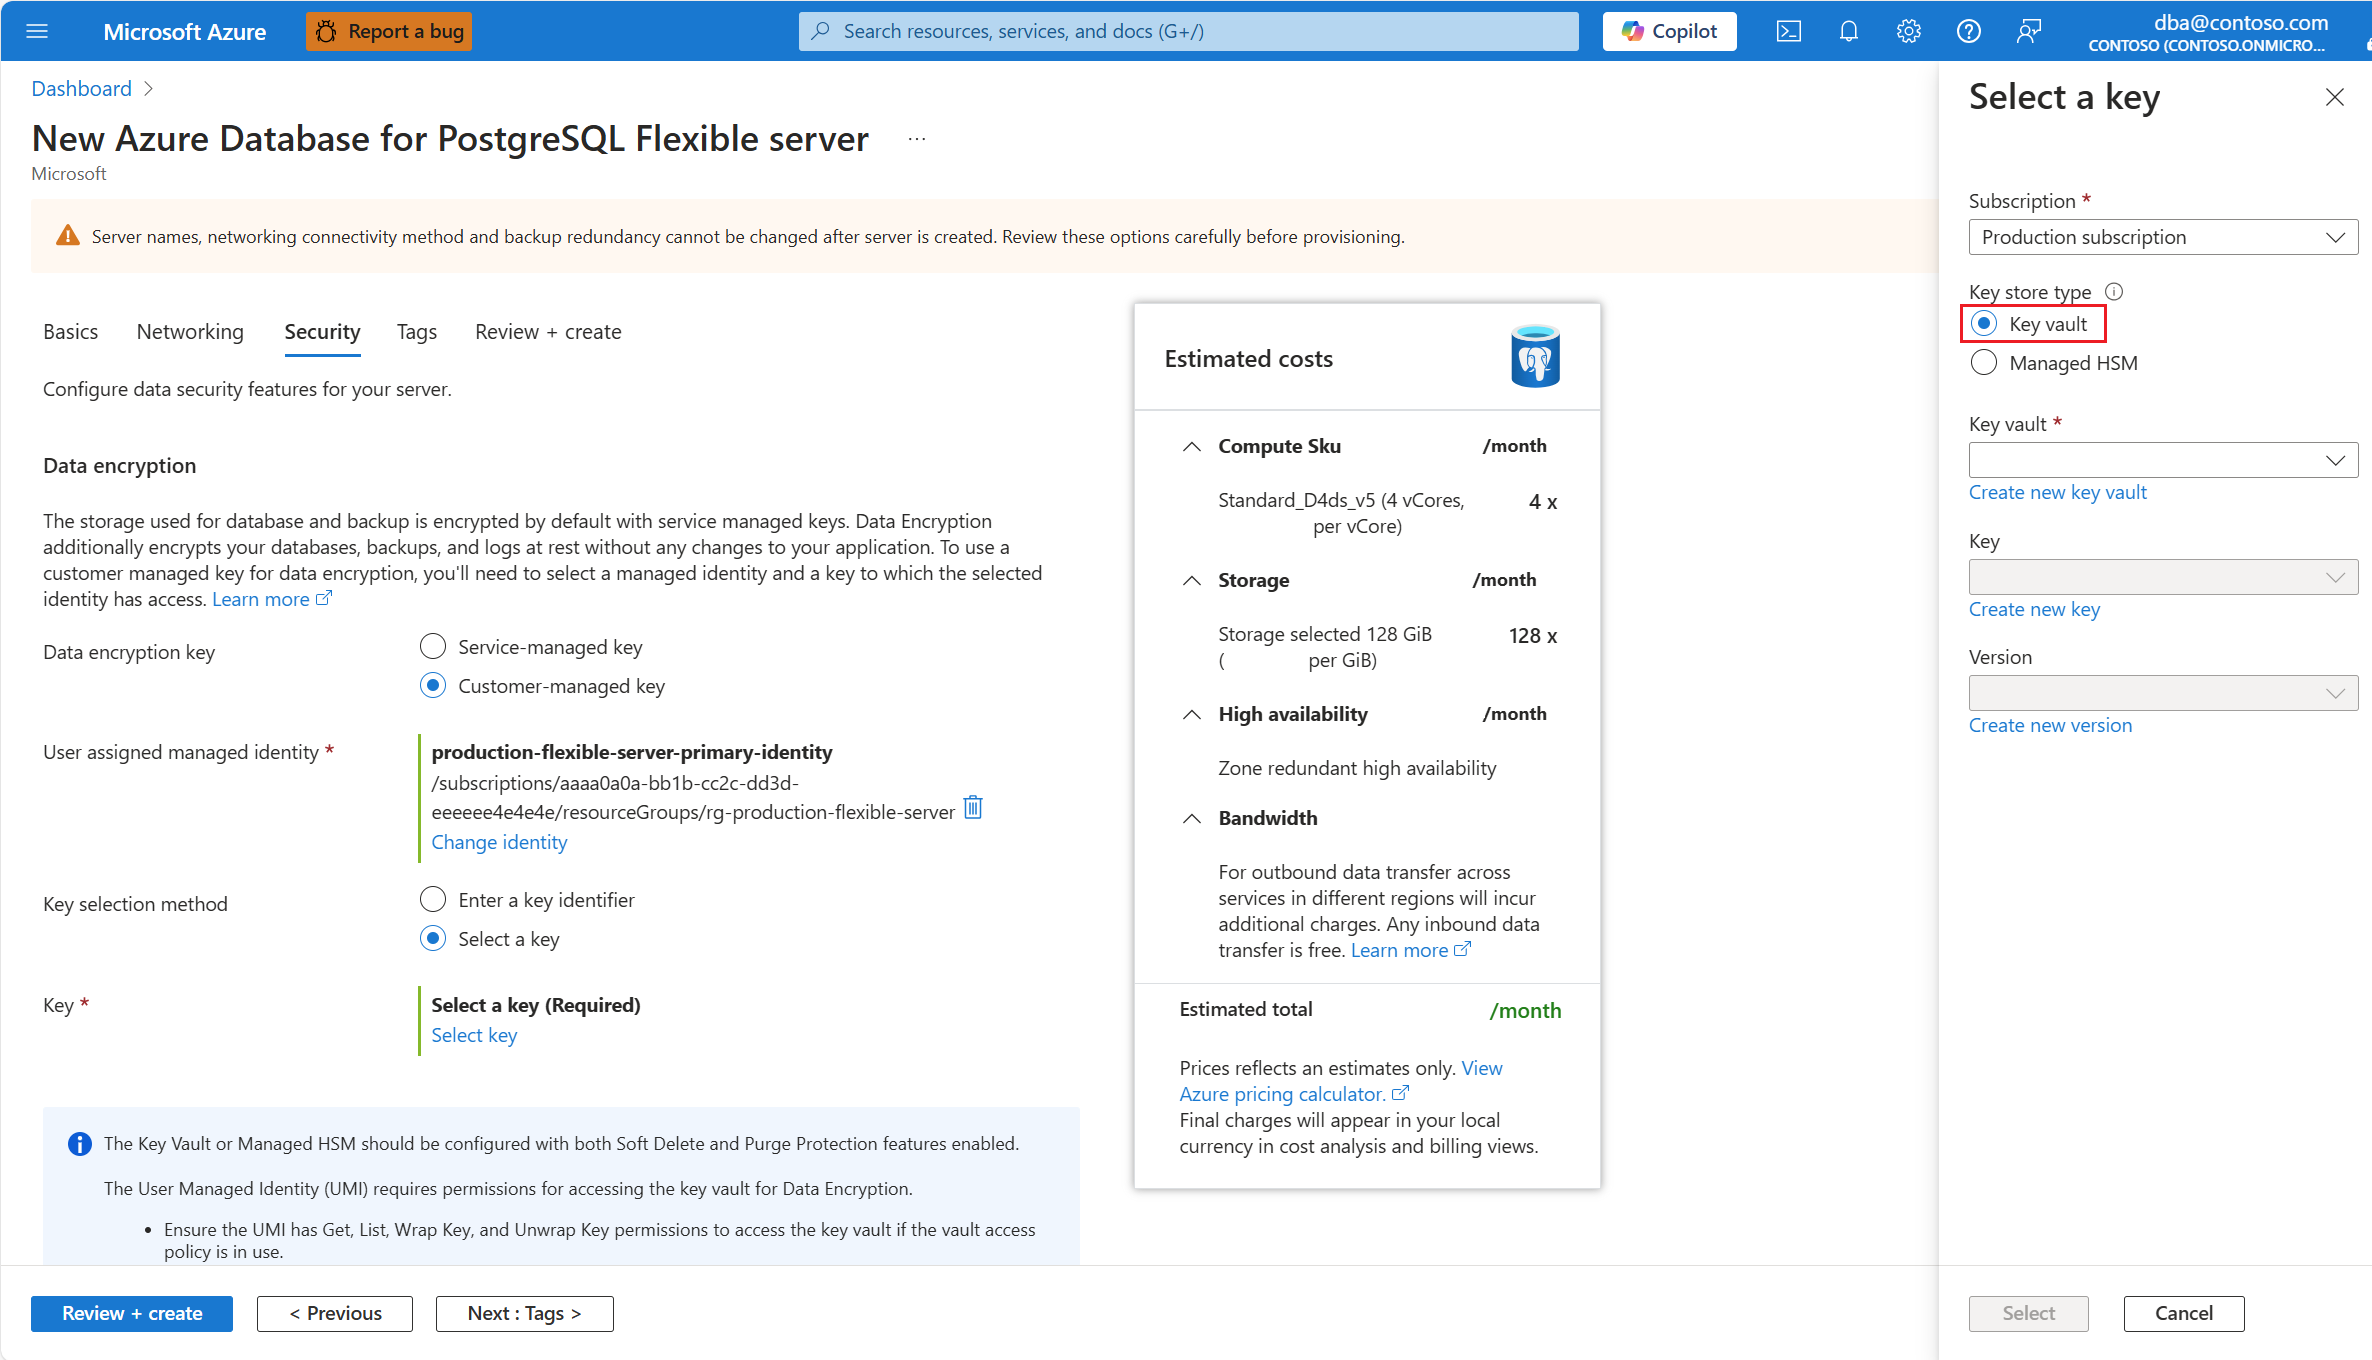 Microsoft Azure
Report a bug
Search resources, services, and docs (G+/)
Copilot
dba@contoso.com
CONTOSO (CONTOSO.ONMICRO...
Dashboard
New Azure Database for PostgreSQL Flexible server
...
Microsoft
Server names, networking connectivity method and backup redundancy cannot be changed after server is created. Review these options carefully before provisioning.
Basics
Networking
Security
Tags
Review + create
Configure data security features for your server.
Data encryption
The storage used for database and backup is encrypted by default with service managed keys. Data Encryption
additionally encrypts your databases, backups, and logs at rest without any changes to your application. To use a
customer managed key for data encryption, you'll need to select a managed identity and a key to which the selected
identity has access. Learn more
Data encryption key
Service-managed key
Customer-managed key
User assigned managed identity *
production-flexible-server-primary-identity
/subscriptions/aaaa0a0a-bb1b-cc2c-dd3d-
eeeeee4e4e4e/resourceGroups/rg-production-flexible-server
Change identity
Key selection method
Enter a key identifier
Select a key
Key *
Select a key (Required)
Select key
The Key Vault or Managed HSM should be configured with both Soft Delete and Purge Protection features enabled.
The User Managed Identity (UMI) requires permissions for accessing the key vault for Data Encryption.
• Ensure the UMI has Get, List, Wrap Key, and Unwrap Key permissions to access the key vault if the vault access
policy is in use.
Review + create
< Previous
Next : Tags >
Estimated costs
Compute Sku /month
Standard_D4ds_v5 (4 vCores, 4 x
per vCore)
Storage /month
Storage selected 128 GiB 128 x
( per GiB)
High availability /month
Zone redundant high availability
Bandwidth
For outbound data transfer across
services in different regions will incur
additional charges. Any inbound data
transfer is free. Learn more
Estimated total /month
Prices reflects an estimates only. View
Azure pricing calculator.
Final charges will appear in your local
currency in cost analysis and billing views.
Select a key
Subscription *
Production subscription
Key store type
Key vault
Managed HSM
Key vault *
Create new key vault
Key
Create new key
Version
Create new version
Select
Cancel